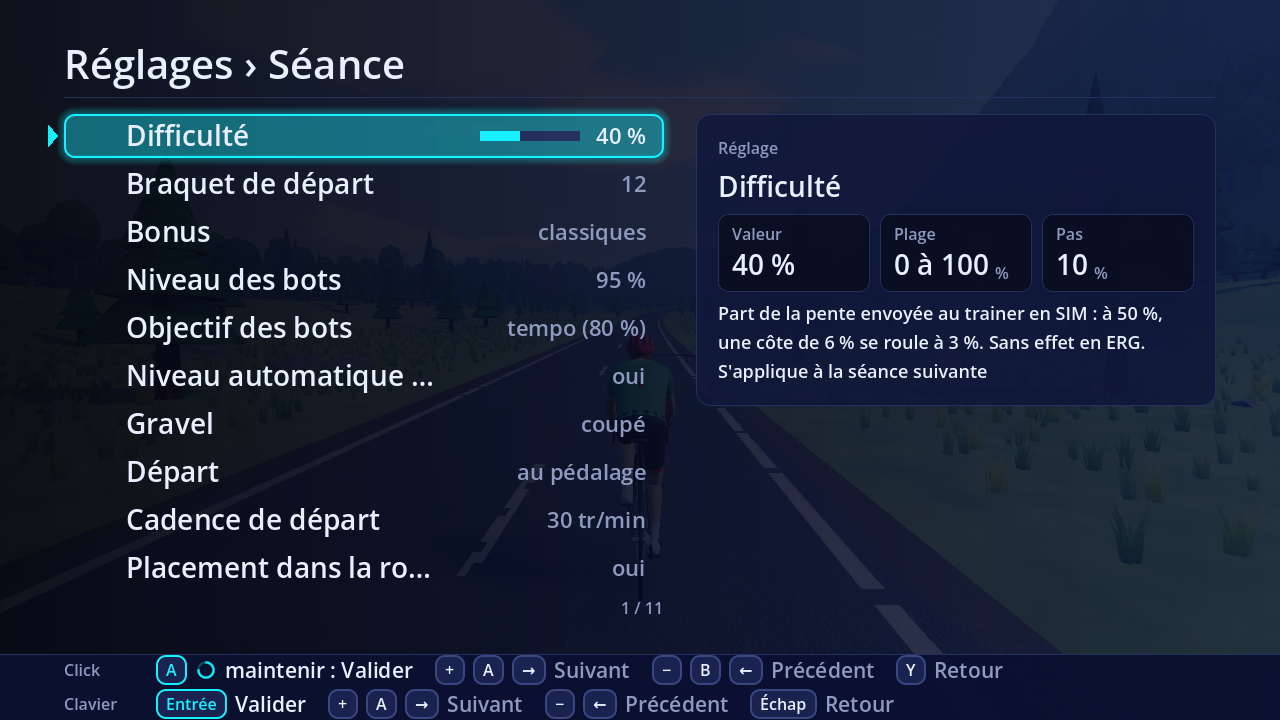 Réglages › Séance
Difficulté 40 %
Braquet de départ 12
Bonus classiques
Niveau des bots 95 %
Objectif des bots tempo (80 %)
Niveau automatique ... oui
Gravel coupé
Départ au pédalage
Cadence de départ 30 tr/min
Placement dans la ro... oui
1 / 11
Réglage
Difficulté
Valeur Plage Pas
40 % 0 à 100 % 10 %
Part de la pente envoyée au trainer en SIM : à 50 %,
une côte de 6 % se roule à 3 %. Sans effet en ERG.
S'applique à la séance suivante
Click A maintenir : Valider + A → Suivant − B ← Précédent Y Retour
Clavier Entrée Valider + A → Suivant − ← Précédent Échap Retour